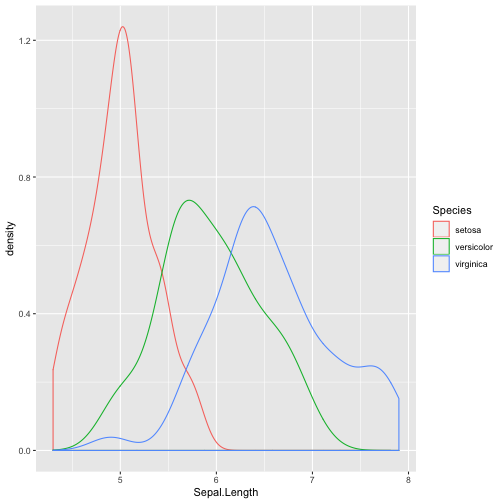 1.2
0.8
0.4
0.0
density
5
6
7
8
Sepal.Length
Species
setosa
versicolor
virginica